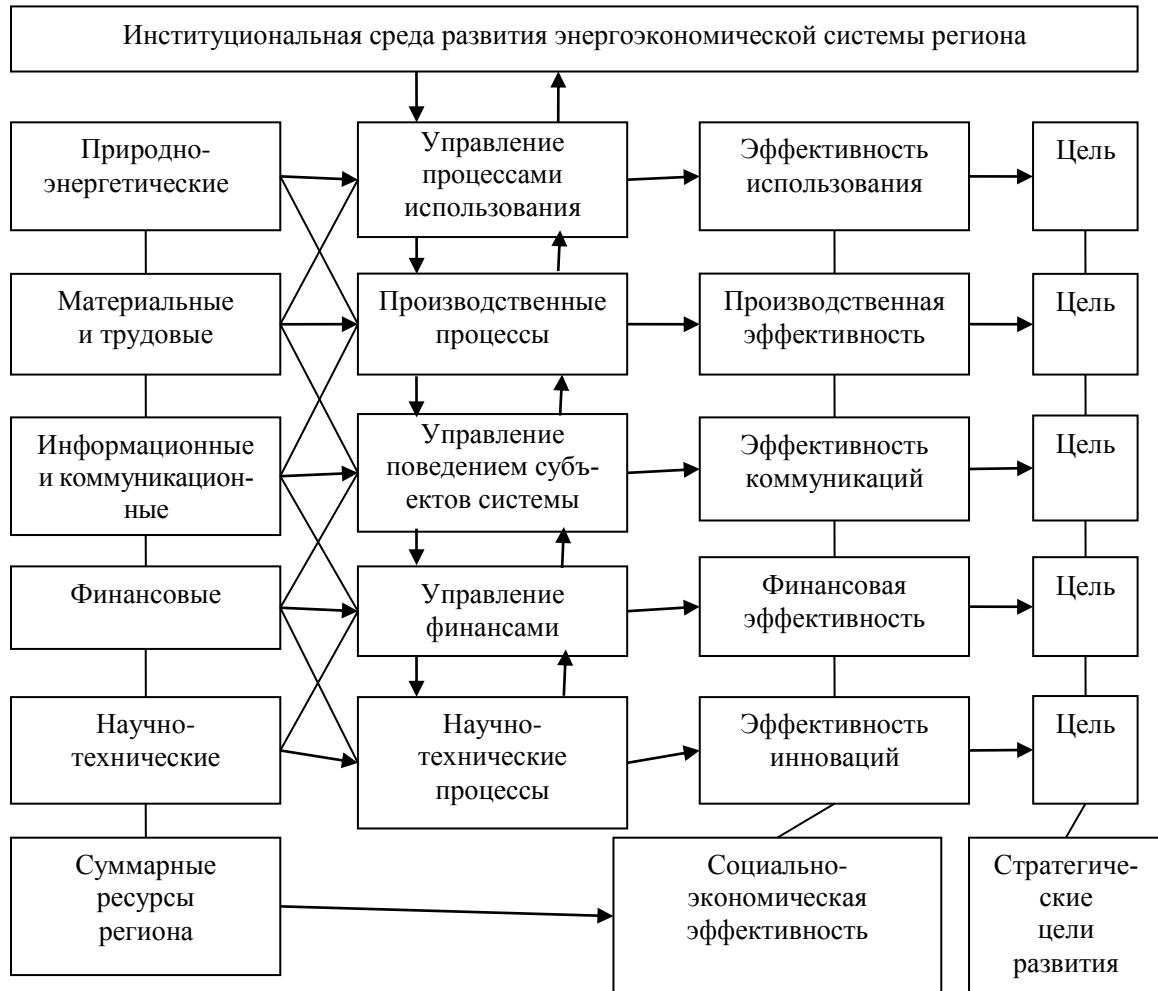 Институциональная среда развития энергоэкономической системы региона
Природно-
энергетические
Управление
процессами
использования
Эффективность
использования
Цель
Материальные
и трудовые
Производственные
процессы
Производственная
эффективность
Цель
Информационные
и коммуникацион-
ные
Управление
поведением субъ-
ектов системы
Эффективность
коммуникаций
Цель
Финансовые
Управление
финансами
Финансовая
эффективность
Цель
Научно-
технические
Научно-
технические
процессы
Эффективность
инноваций
Цель
Суммарные
ресурсы
региона
Социально-
экономическая
эффективность
Стратегиче-
ские
цели
развития